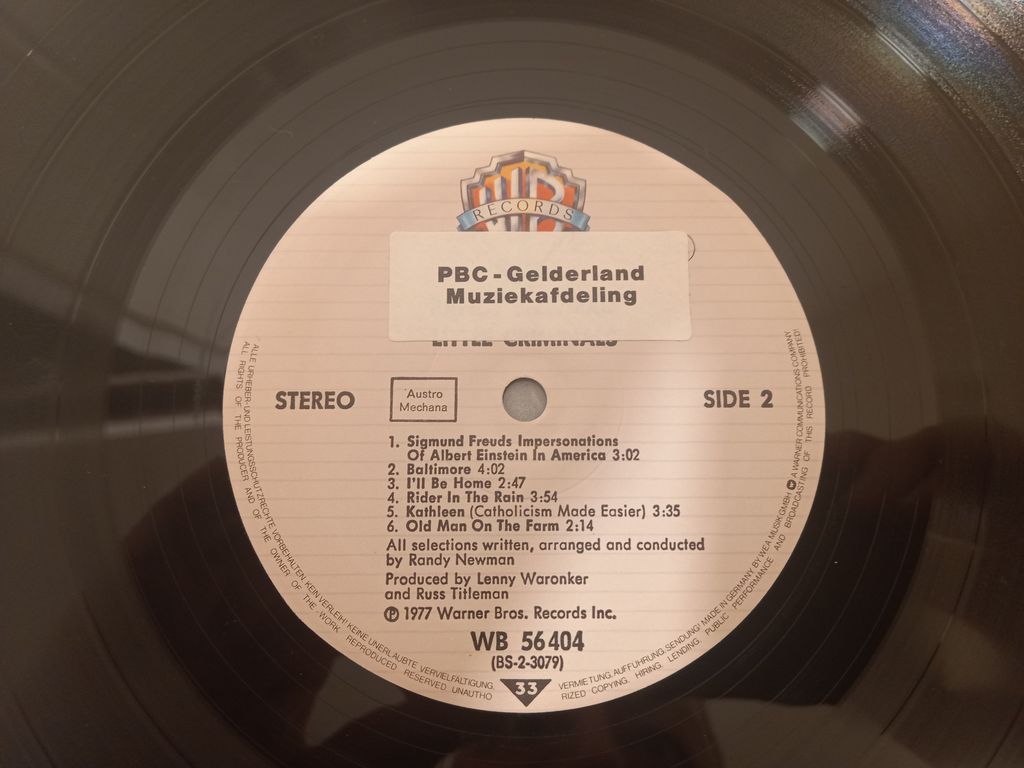 WB
RECORDS
PBC-Gelderland
Muziekafdeling
LITTLE CRIMINALS
STEREO
Austro
Mechana
SIDE 2
1. Sigmund Freuds Impersonations
Of Albert Einstein In America 3:02
2. Baltimore 4:02
3. I'll Be Home 2:47
4. Rider In The Rain 3:54
5. Kathleen (Catholicism Made Easier) 3:35
6. Old Man On The Farm 2:14
All selections written, arranged and conducted
by Randy Newman
Produced by Lenny Waronker
and Russ Titleman
℗ 1977 Warner Bros. Records Inc.
WB 56 404
(BS-2-3079)
33
ALLE URHEBER- UND LEISTUNGSSCHUTZRECHTE VORBEHALTEN. KEIN VERLEIH! KEINE UNERLAUBTE VERVIELFÄLTIGUNG, VERMIETUNG, AUFFÜHRUNG, SENDUNG! MADE IN GERMANY BY WEA MUSIK GMBH A WARNER COMMUNICATIONS COMPANY
ALL RIGHTS OF THE PRODUCER AND OF THE OWNER OF THE WORK REPRODUCED RESERVED. UNAUTHORIZED COPYING, HIRING, LENDING, PUBLIC PERFORMANCE AND BROADCASTING OF THIS RECORD PROHIBITED!